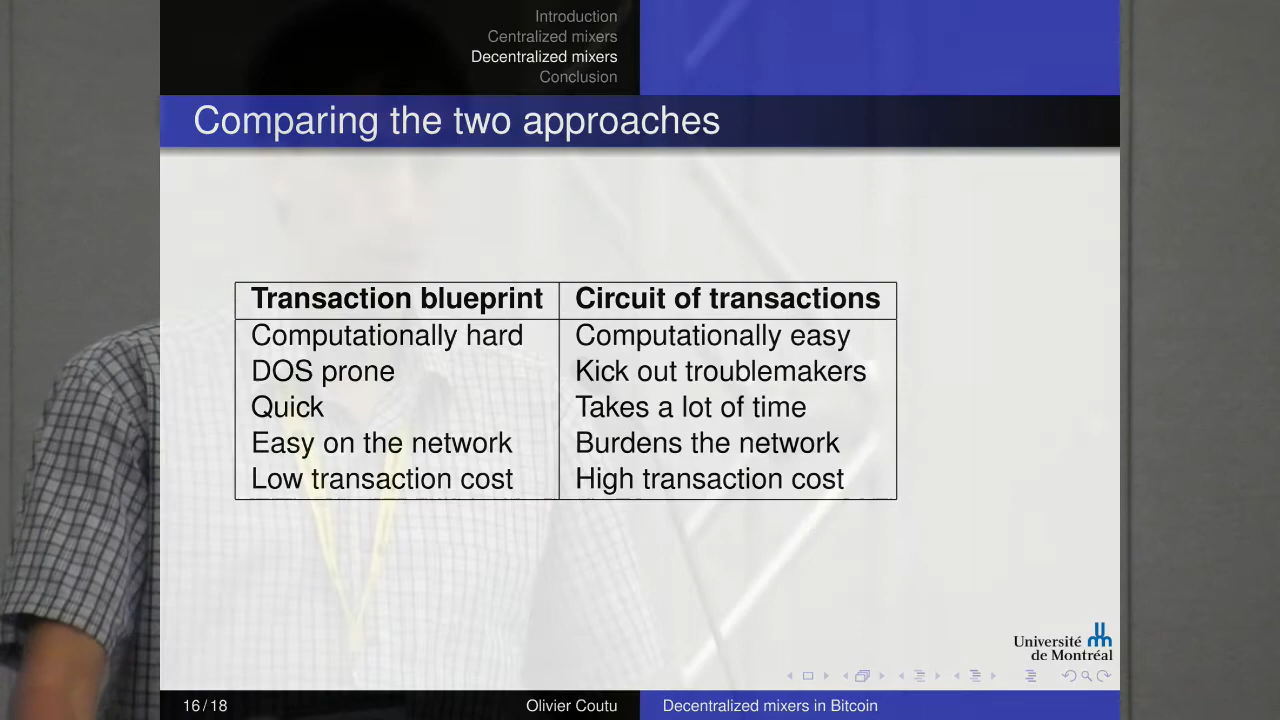 Introduction
Centralized mixers
Decentralized mixers
Conclusion
Comparing the two approaches
Transaction blueprint Circuit of transactions
Computationally hard Computationally easy
DOS prone Kick out troublemakers
Quick Takes a lot of time
Easy on the network Burdens the network
Low transaction cost High transaction cost
Université
de Montréal
16/18 Olivier Coutu Decentralized mixers in Bitcoin